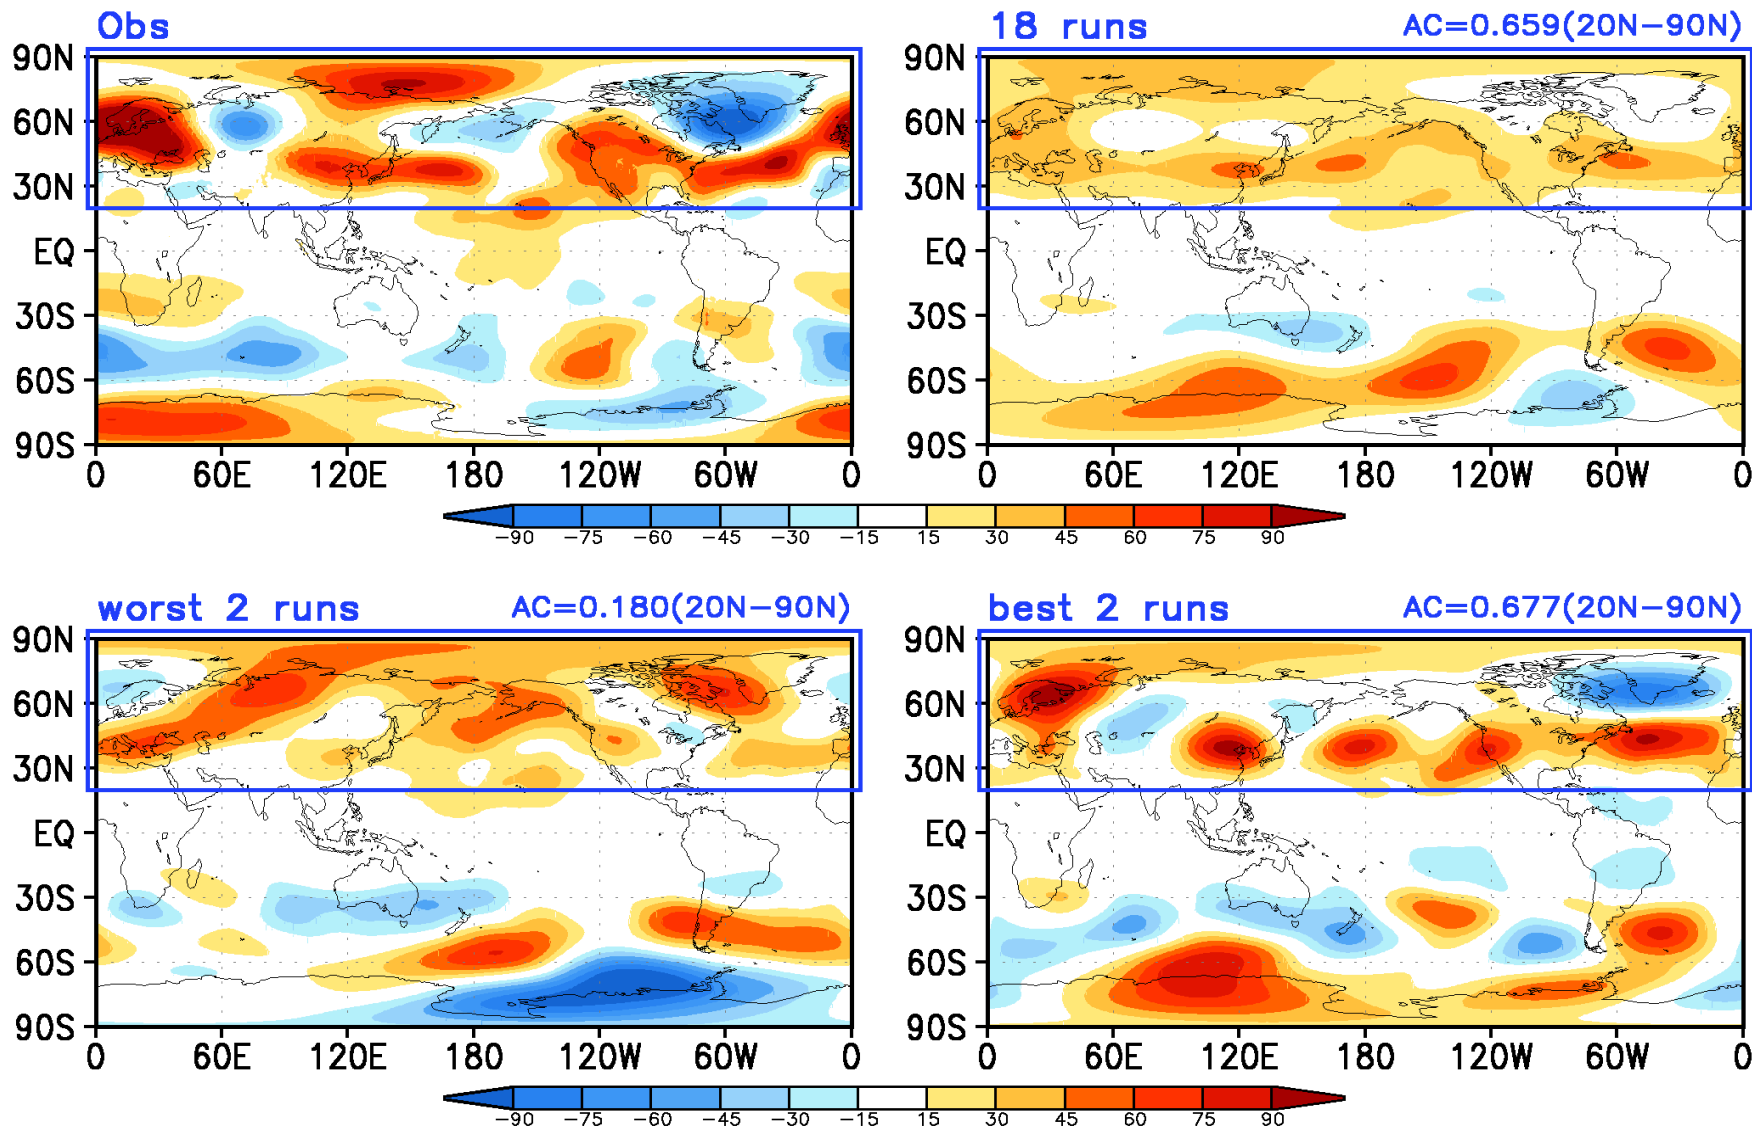 Obs
18 runs AC=0.659(20N−90N)
90N 90N
60N 60N
30N 30N
EQ EQ
30S 30S
60S 60S
90S 90S
0 60E 120E 180 120W 60W 0 0 60E 120E 180 120W 60W 0
−90 −75 −60 −45 −30 −15 15 30 45 60 75 90
worst 2 runs AC=0.180(20N−90N)
best 2 runs AC=0.677(20N−90N)
90N 90N
60N 60N
30N 30N
EQ EQ
30S 30S
60S 60S
90S 90S
0 60E 120E 180 120W 60W 0 0 60E 120E 180 120W 60W 0
−90 −75 −60 −45 −30 −15 15 30 45 60 75 90